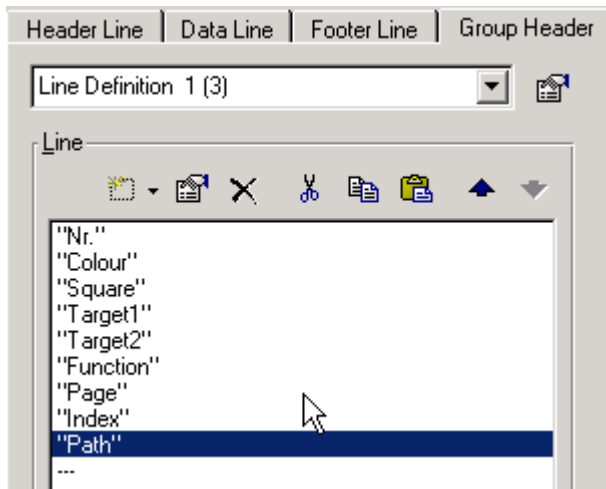 Header Line Data Line Footer Line Group Header
Line Definition 1 (3)
Line
"Nr."
"Colour"
"Square"
"Target1"
"Target2"
"Function"
"Page"
"Index"
"Path"
---